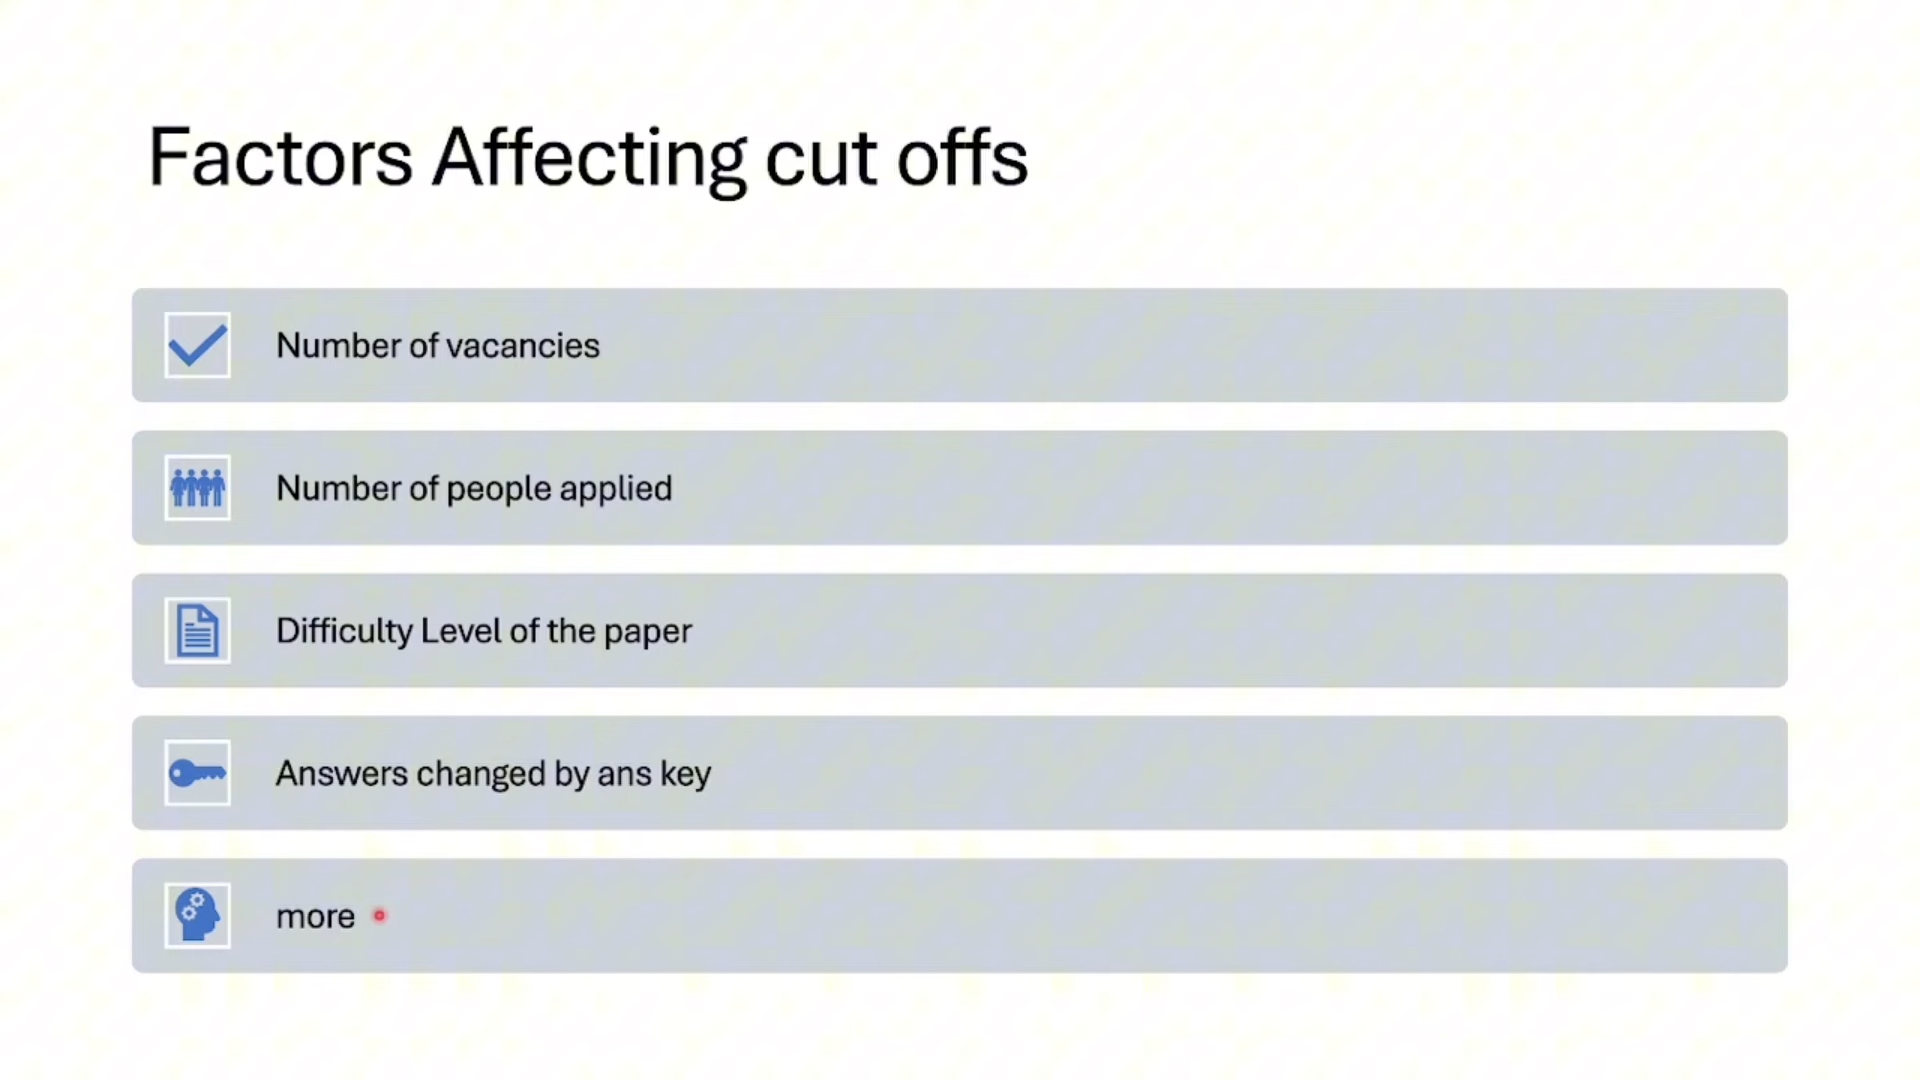 Factors Affecting cut offs
Number of vacancies
Number of people applied
Difficulty Level of the paper
Answers changed by ans key
more